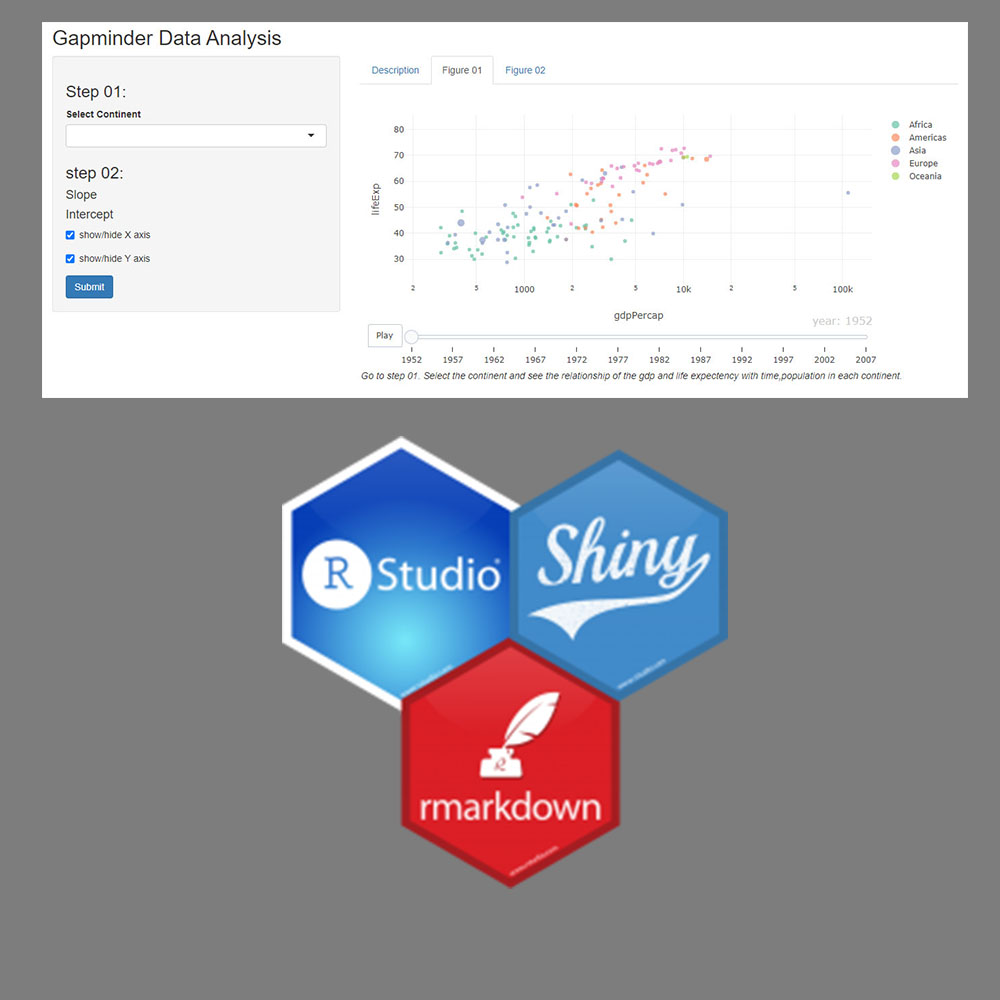 Gapminder Data Analysis
Step 01:
Select Continent
step 02:
Slope
Intercept
show/hide X axis
show/hide Y axis
Submit
Description Figure 01 Figure 02
80
70
60
50
40
30
lifeExp
2 5 1000 2 5 10k 2 5 100k
gdpPercap
Africa
Americas
Asia
Europe
Oceania
year: 1952
Play
1952 1957 1962 1967 1972 1977 1982 1987 1992 1997 2002 2007
Go to step 01. Select the continent and see the relationship of the gdp and life expectency with time,population in each continent.
R Studio
Shiny
R
rmarkdown